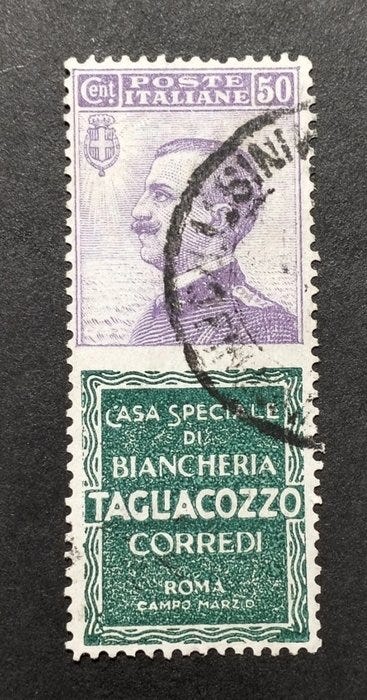 Cent. POSTE ITALIANE 50
CASA SPECIALE
DI
BIANCHERIA
TAGLIACOZZO
CORREDI
ROMA
CAMPO MARZIO